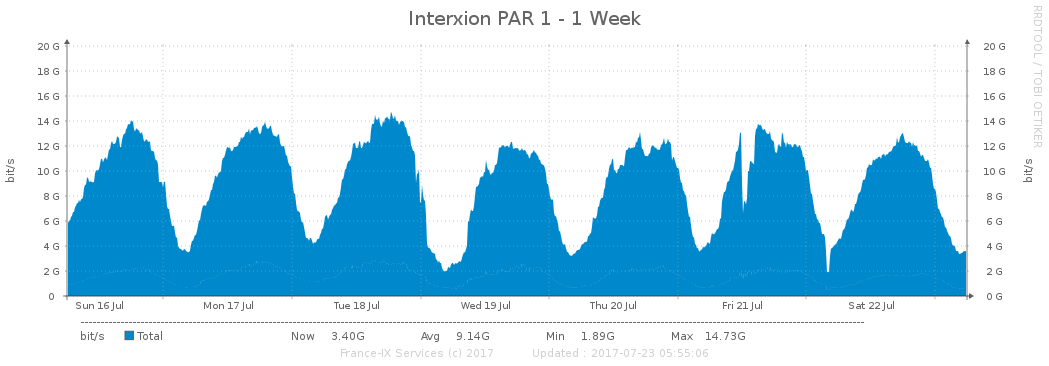 Interxion PAR 1 - 1 Week
RRDTOOL / TOBI OETIKER
bit/s
20 G
18 G
16 G
14 G
12 G
10 G
8 G
6 G
4 G
2 G
0
20 G
18 G
16 G
14 G
12 G
10 G
8 G
6 G
4 G
2 G
0 G
bit/s
Sun 16 Jul Mon 17 Jul Tue 18 Jul Wed 19 Jul Thu 20 Jul Fri 21 Jul Sat 22 Jul
bit/s Total Now 3.40G Avg 9.14G Min 1.89G Max 14.73G
France-IX Services (c) 2017 Updated : 2017-07-23 05:55:06